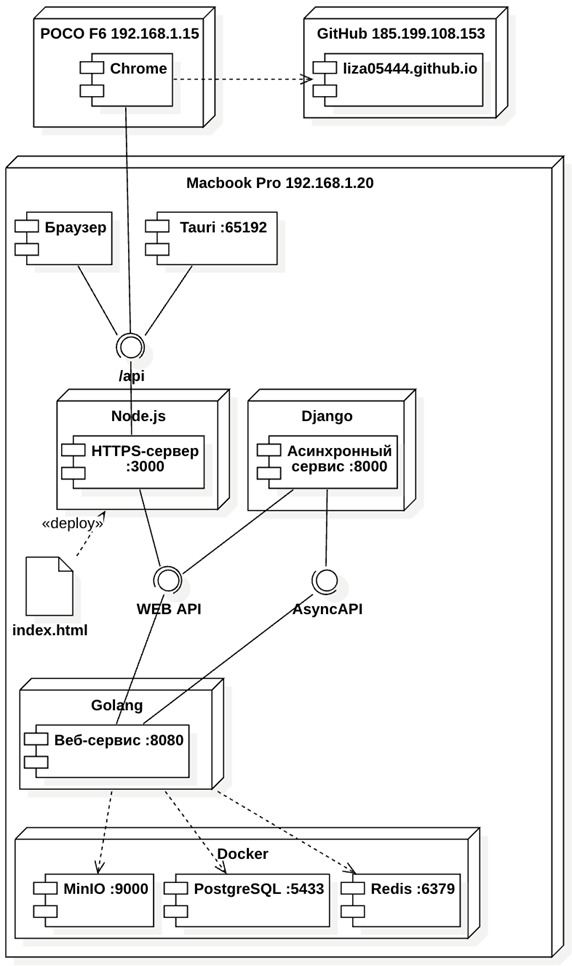 POCO F6 192.168.1.15
GitHub 185.199.108.153
Chrome
liza05444.github.io
Macbook Pro 192.168.1.20
Браузер
Tauri :65192
/api
Node.js
Django
HTTPS-сервер
:3000
Асинхронный
сервис :8000
«deploy»
index.html
WEB API
AsyncAPI
Golang
Веб-сервис :8080
Docker
MinIO :9000
PostgreSQL :5433
Redis :6379